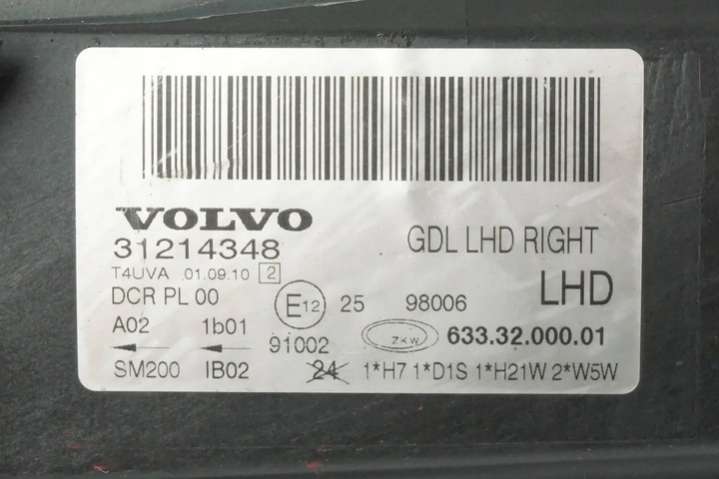 VOLVO
31214348
GDL LHD RIGHT
T4UVA 01.09.10 2
DCR PL 00
E12 25 98006 LHD
A02 1b01
91002 ZKW 633.32.000.01
SM200 IB02 24 1*H7 1*D1S 1*H21W 2*W5W